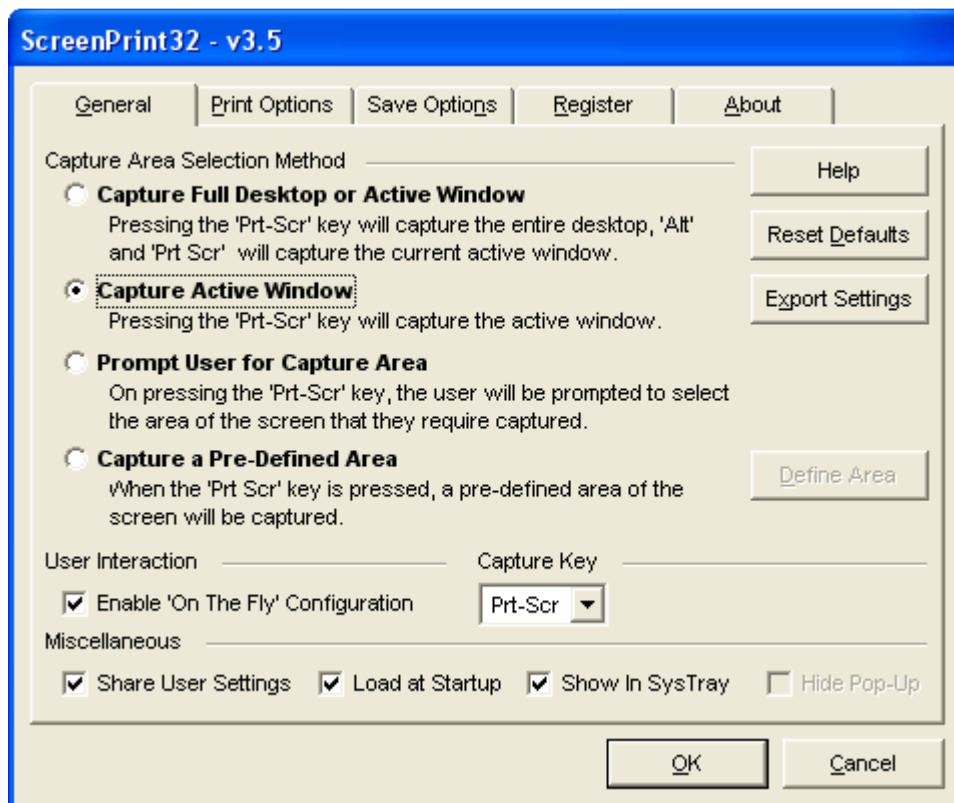 ScreenPrint32 - v3.5
General Print Options Save Options Register About
Capture Area Selection Method
Help
Capture Full Desktop or Active Window
Pressing the 'Prt-Scr' key will capture the entire desktop, 'Alt'
and 'Prt Scr' will capture the current active window.
Reset Defaults
Capture Active Window
Pressing the 'Prt-Scr' key will capture the active window.
Export Settings
Prompt User for Capture Area
On pressing the 'Prt-Scr' key, the user will be prompted to select
the area of the screen that they require captured.
Capture a Pre-Defined Area
When the 'Prt Scr' key is pressed, a pre-defined area of the
screen will be captured.
Define Area
User Interaction
Capture Key
Enable 'On The Fly' Configuration
Prt-Scr
Miscellaneous
Share User Settings Load at Startup Show In SysTray Hide Pop-Up
OK Cancel